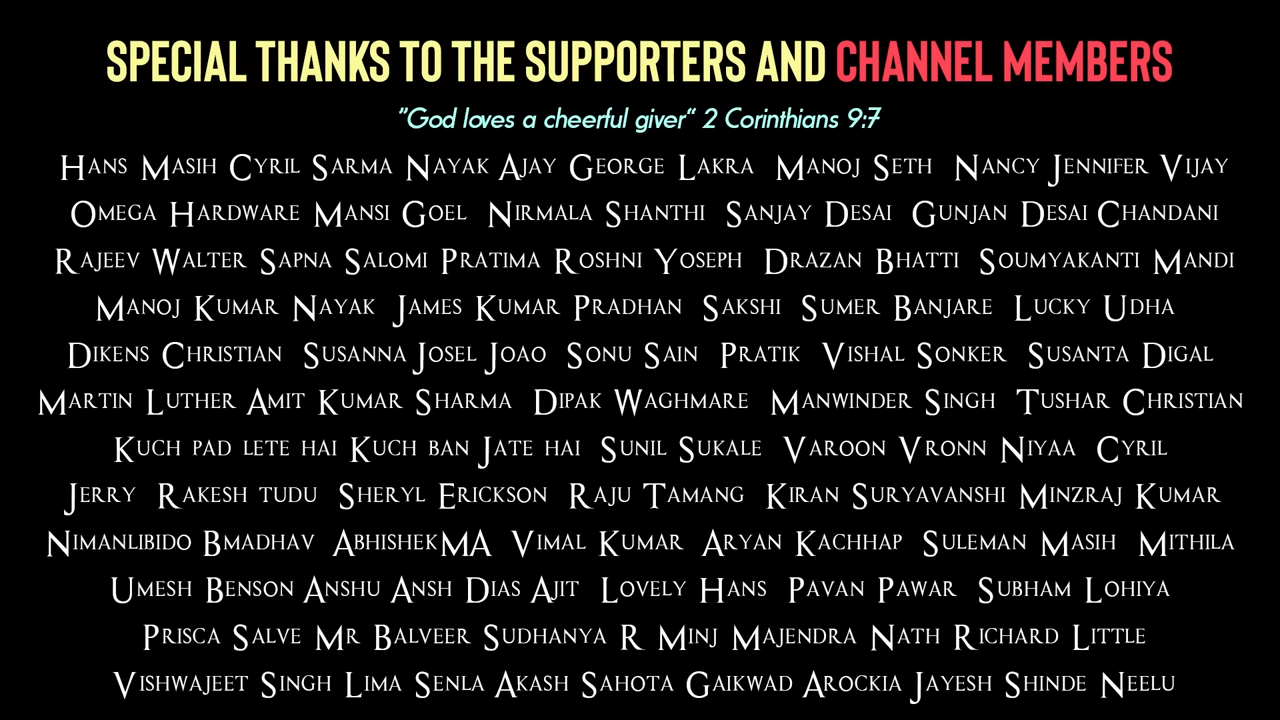 SPECIAL THANKS TO THE SUPPORTERS AND CHANNEL MEMBERS
"God loves a cheerful giver" 2 Corinthians 9:7
Hans Masih Cyril Sarma Nayak Ajay George Lakra Manoj Seth Nancy Jennifer Vijay
Omega Hardware Mansi Goel Nirmala Shanthi Sanjay Desai Gunjan Desai Chandani
Rajeev Walter Sapna Salomi Pratima Roshni Yoseph Drazan Bhatti Soumyakanti Mandi
Manoj Kumar Nayak James Kumar Pradhan Sakshi Sumer Banjare Lucky Udha
Dikens Christian Susanna Josel Joao Sonu Sain Pratik Vishal Sonker Susanta Digal
Martin Luther Amit Kumar Sharma Dipak Waghmare Manwinder Singh Tushar Christian
Kuch pad lete hai Kuch ban Jate hai Sunil Sukale Varoon Vronn Niyaa Cyril
Jerry Rakesh tudu Sheryl Erickson Raju Tamang Kiran Suryavanshi Minzraj Kumar
Nimanlibido Bmadhav AbhishekMA Vimal Kumar Aryan Kachhap Suleman Masih Mithila
Umesh Benson Anshu Ansh Dias Ajit Lovely Hans Pavan Pawar Subham Lohiya
Prisca Salve Mr Balveer Sudhanya R Minj Majendra Nath Richard Little
Vishwajeet Singh Lima Senla Akash Sahota Gaikwad Arockia Jayesh Shinde Neelu